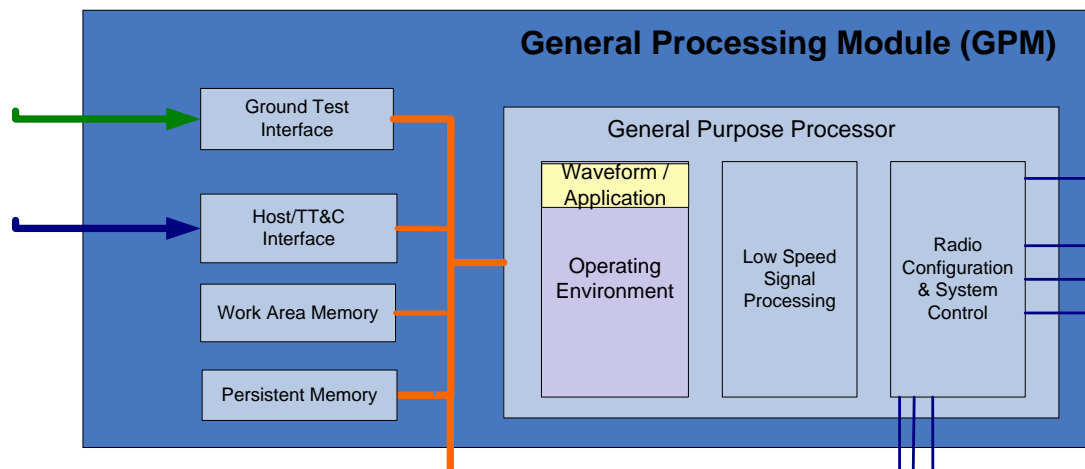 General Processing Module (GPM)
Ground Test
Interface
Host/TT&C
Interface
Work Area Memory
Persistent Memory
General Purpose Processor
Waveform /
Application
Operating
Environment
Low Speed
Signal
Processing
Radio
Configuration
& System
Control